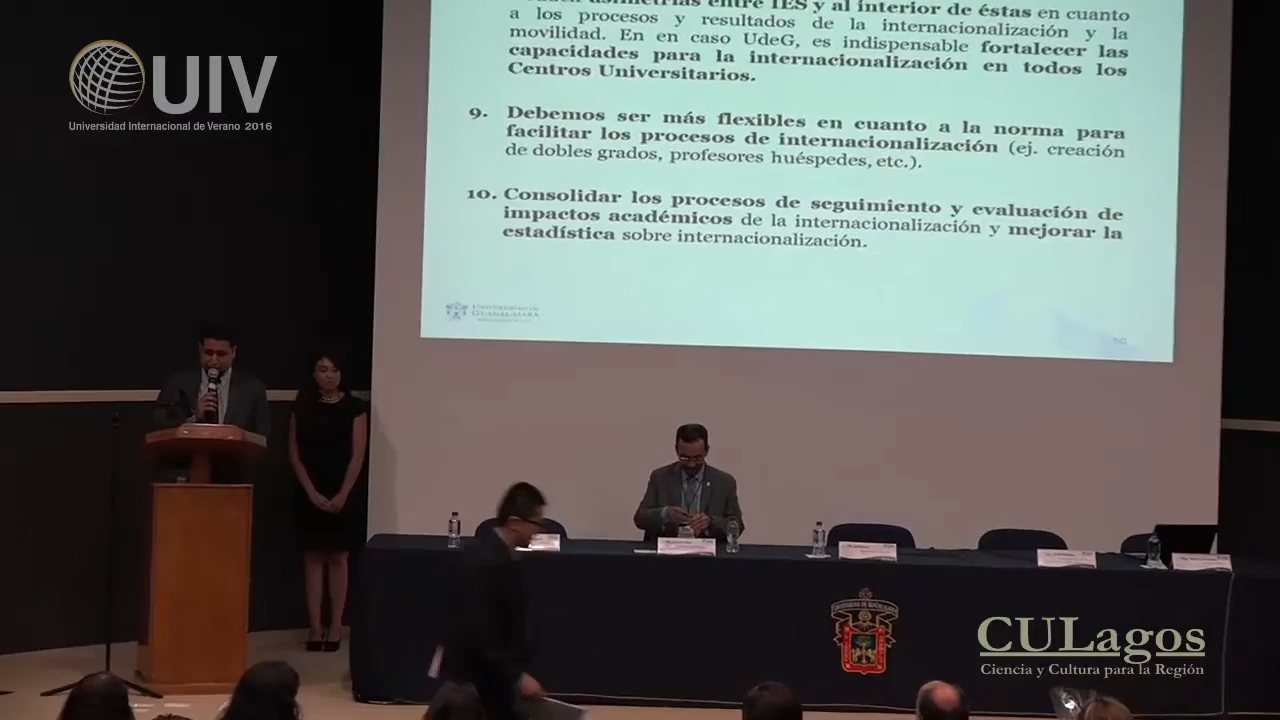 asimetrías entre IES y al interior de éstas en cuanto
a los procesos y resultados de la internacionalización y la
movilidad. En en caso UdeG, es indispensable fortalecer las
capacidades para la internacionalización en todos los
Centros Universitarios.
9. Debemos ser más flexibles en cuanto a la norma para
facilitar los procesos de internacionalización (ej. creación
de dobles grados, profesores huéspedes, etc.).
10. Consolidar los procesos de seguimiento y evaluación de
impactos académicos de la internacionalización y mejorar la
estadística sobre internacionalización.
UNIVERSIDAD DE
GUADALAJARA
UIV
Universidad Internacional de Verano 2016
CULagos
Ciencia y Cultura para la Región